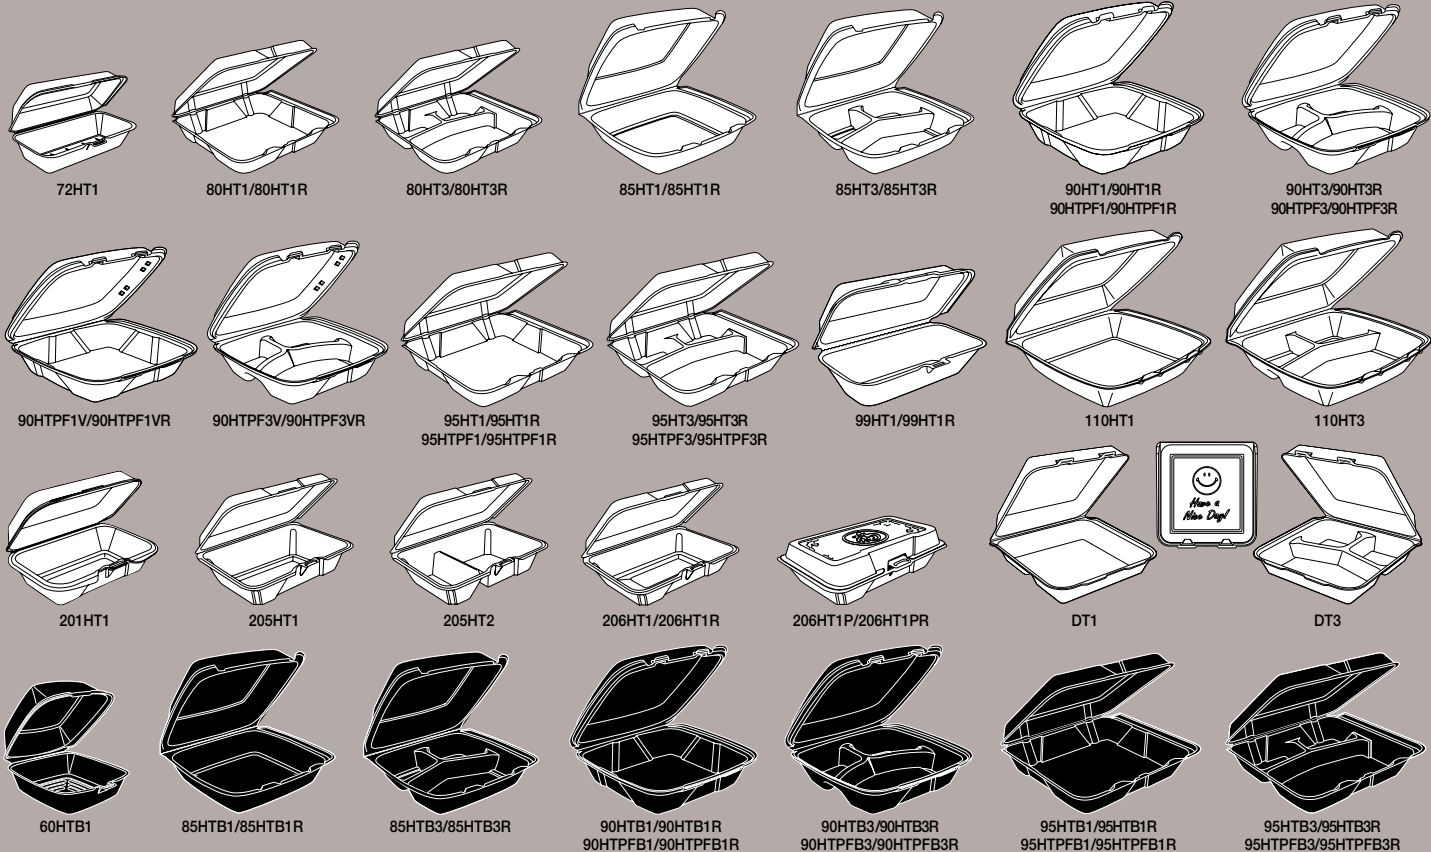 72HT1
80HT1/80HT1R
80HT3/80HT3R
85HT1/85HT1R
85HT3/85HT3R
90HT1/90HT1R
90HTPF1/90HTPF1R
90HT3/90HT3R
90HTPF3/90HTPF3R
90HTPF1V/90HTPF1VR
90HTPF3V/90HTPF3VR
95HT1/95HT1R
95HTPF1/95HTPF1R
95HT3/95HT3R
95HTPF3/95HTPF3R
99HT1/99HT1R
110HT1
110HT3
Have a
Nice Day!
201HT1
205HT1
205HT2
206HT1/206HT1R
206HT1P/206HT1PR
DT1
DT3
60HTB1
85HTB1/85HTB1R
85HTB3/85HTB3R
90HTB1/90HTB1R
90HTPFB1/90HTPFB1R
90HTB3/90HTB3R
90HTPFB3/90HTPFB3R
95HTB1/95HTB1R
95HTPFB1/95HTPFB1R
95HTB3/95HTB3R
95HTPFB3/95HTPFB3R